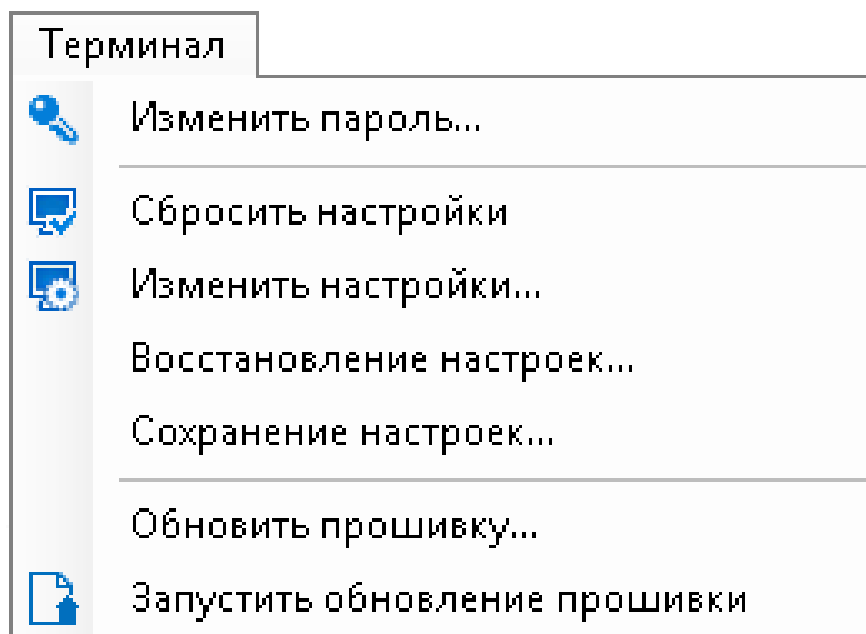 Терминал
Изменить пароль...
Сбросить настройки
Изменить настройки...
Восстановление настроек...
Сохранение настроек...
Обновить прошивку...
Запустить обновление прошивки